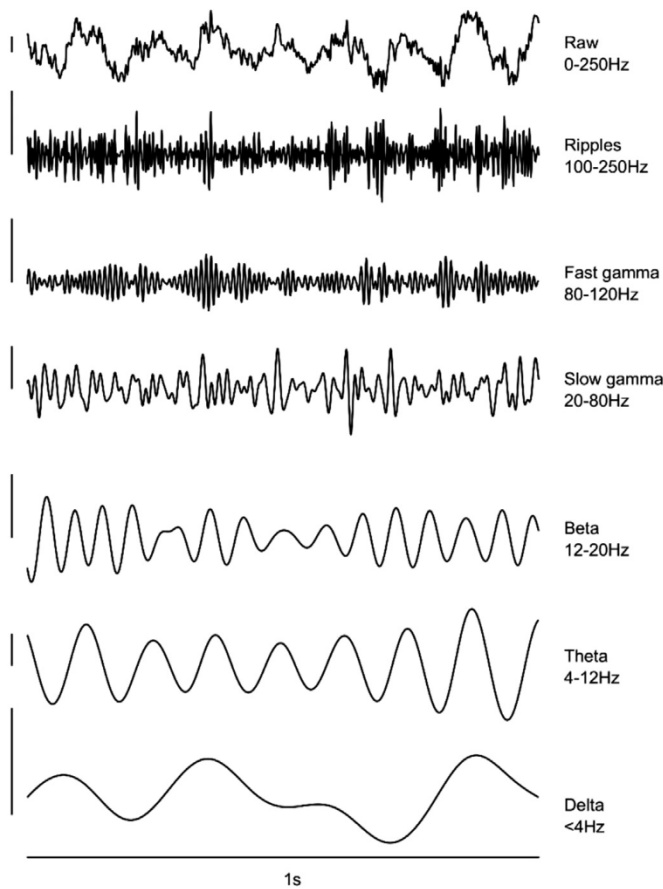 Raw
0-250Hz
Ripples
100-250Hz
Fast gamma
80-120Hz
Slow gamma
20-80Hz
Beta
12-20Hz
Theta
4-12Hz
Delta
<4Hz
1s